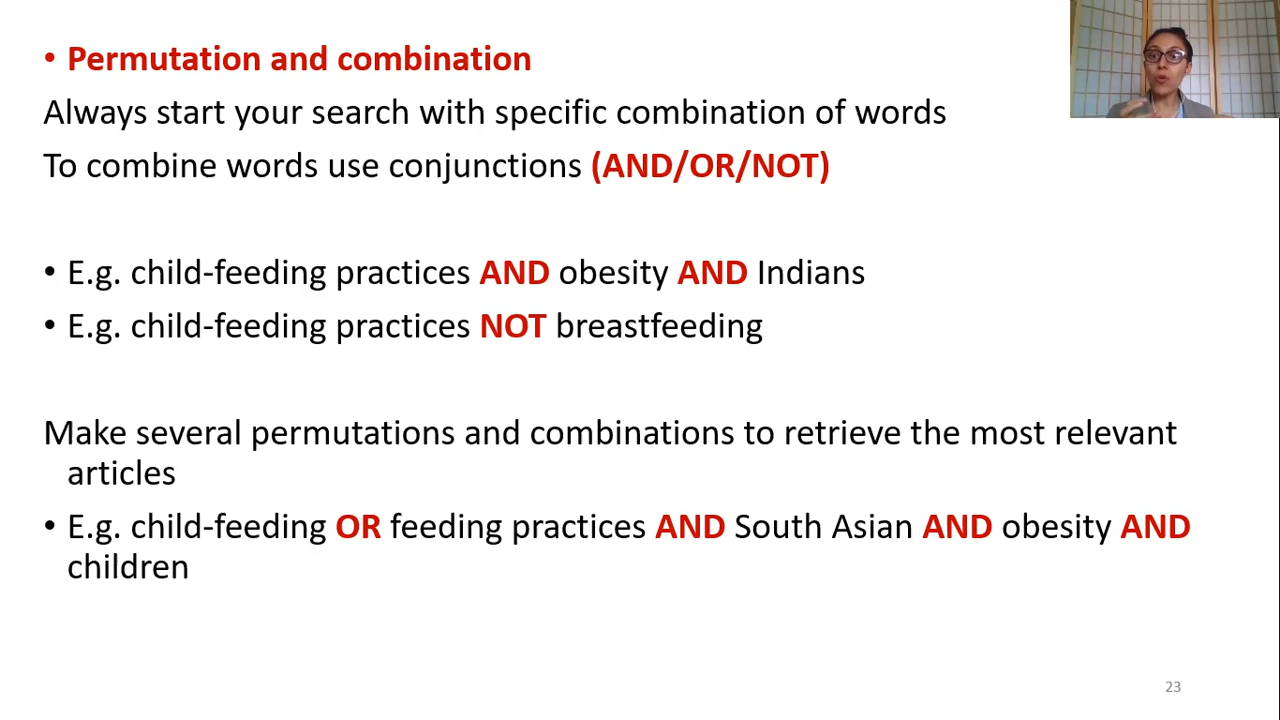 • Permutation and combination
Always start your search with specific combination of words
To combine words use conjunctions (AND/OR/NOT)
• E.g. child-feeding practices AND obesity AND Indians
• E.g. child-feeding practices NOT breastfeeding
Make several permutations and combinations to retrieve the most relevant
articles
• E.g. child-feeding OR feeding practices AND South Asian AND obesity AND
children
23